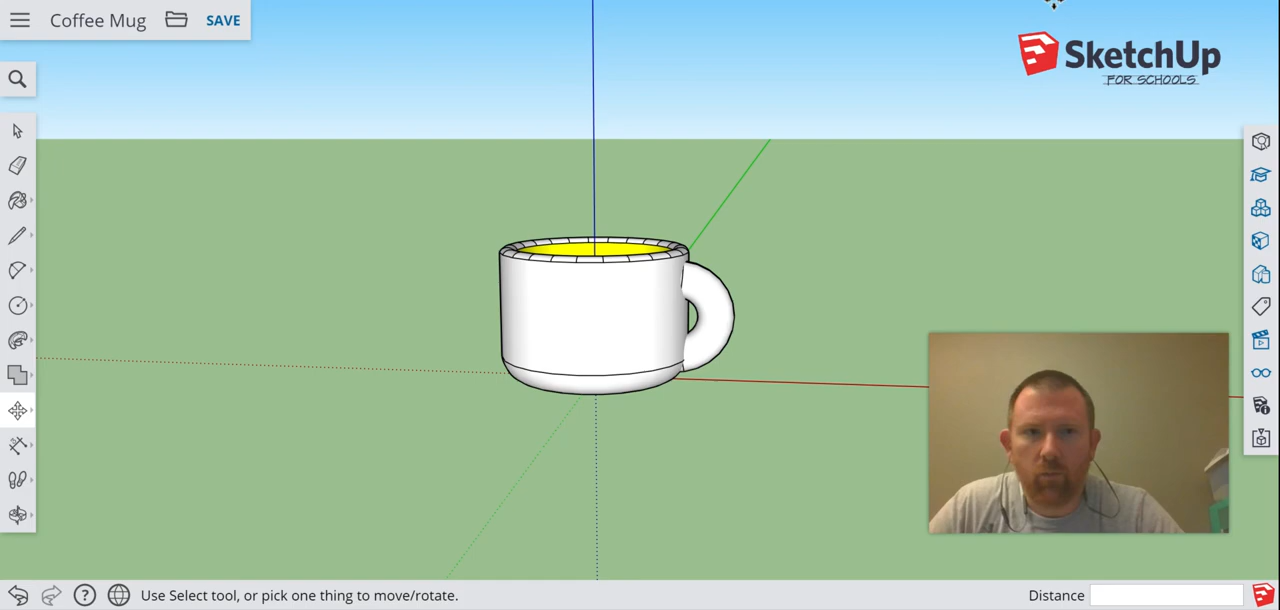 Coffee Mug SAVE
SketchUp
FOR SCHOOLS
Use Select tool, or pick one thing to move/rotate.
Distance